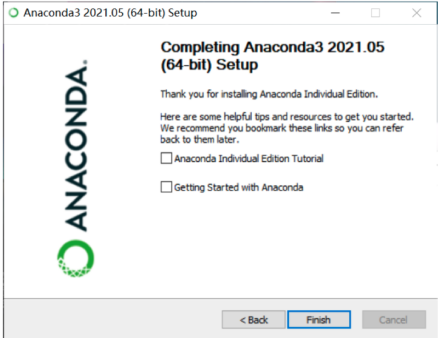 Anaconda3 2021.05 (64-bit) Setup
Completing Anaconda3 2021.05
(64-bit) Setup
Thank you for installing Anaconda Individual Edition.
Here are some helpful tips and resources to get you started.
We recommend you bookmark these links so you can refer
back to them later.
Anaconda Individual Edition Tutorial
Getting Started with Anaconda
ANACONDA.
< Back
Finish
Cancel